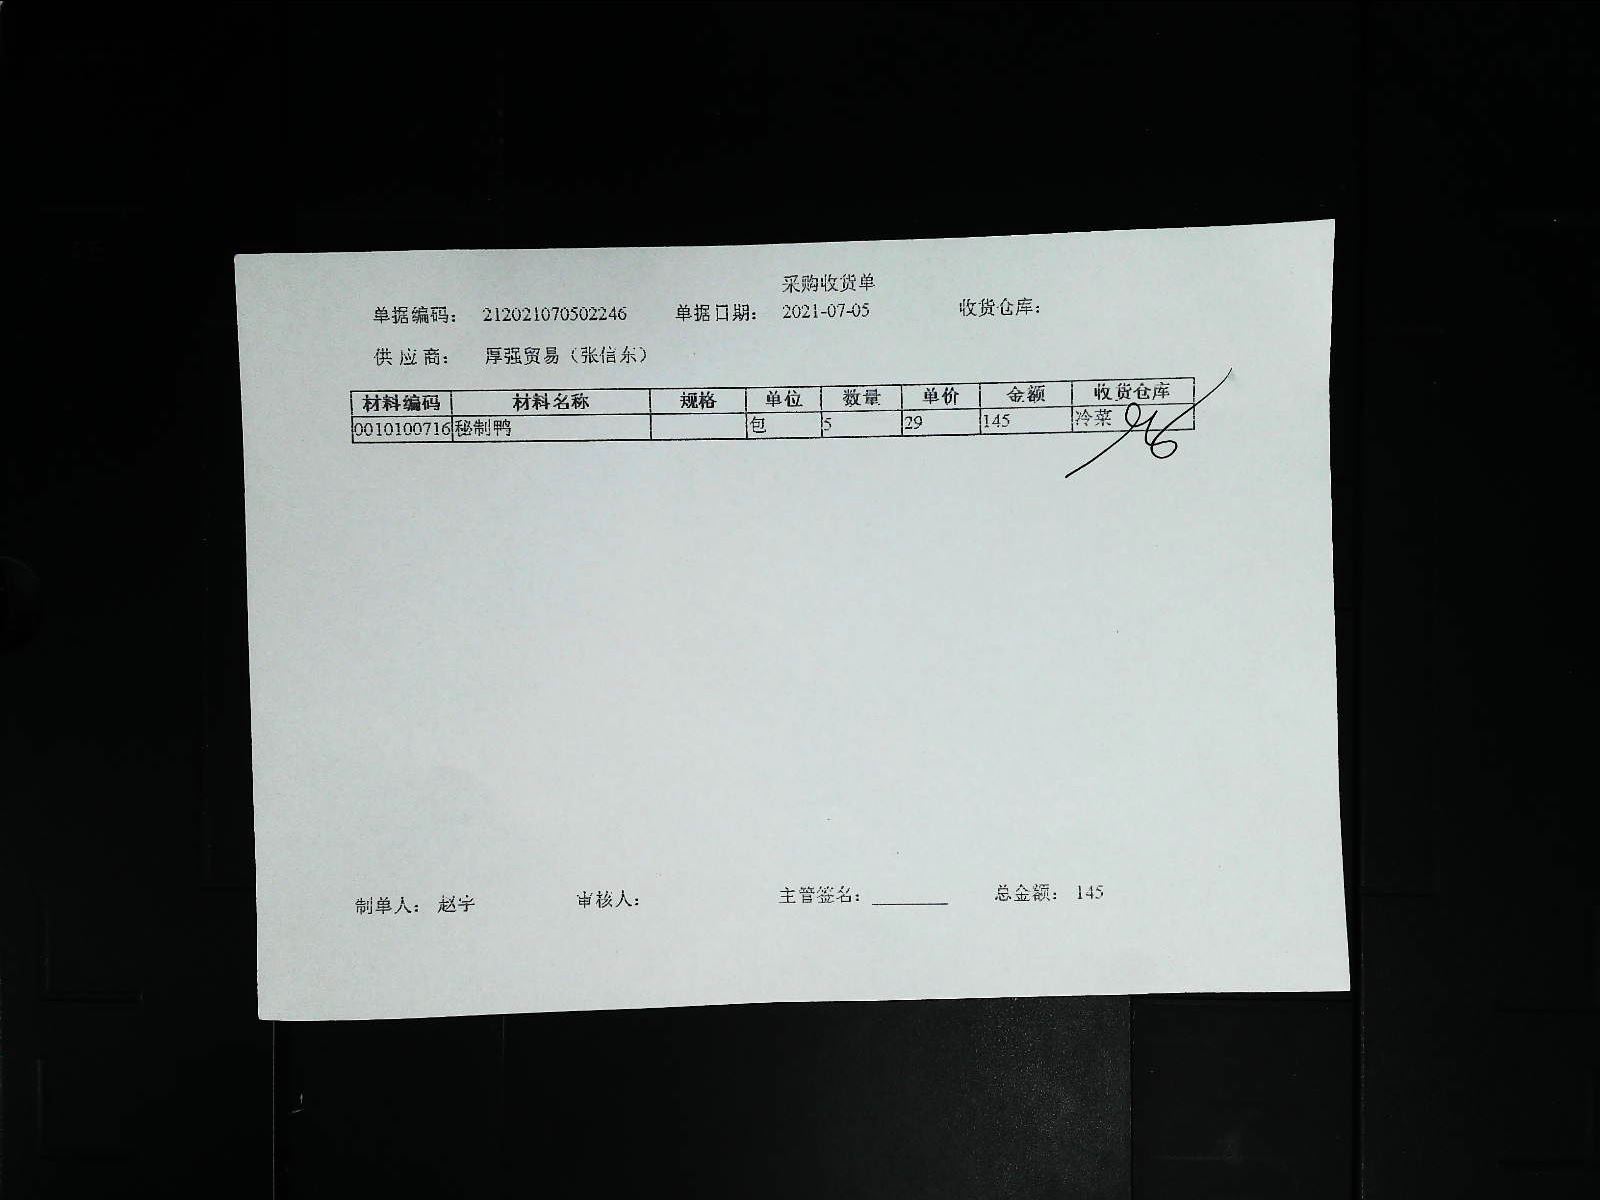 采购收货单
单据编码： 212021070502246 单据日期： 2021-07-05 收货仓库：
供 应 商： 厚强贸易（张信东）
材料编码 材料名称 规格 单位 数量 单价 金额 收货仓库
0010100716 秘制鸭 包 5 29 145 冷菜
制单人： 赵宇 审核人： 主管签名： 总金额： 145